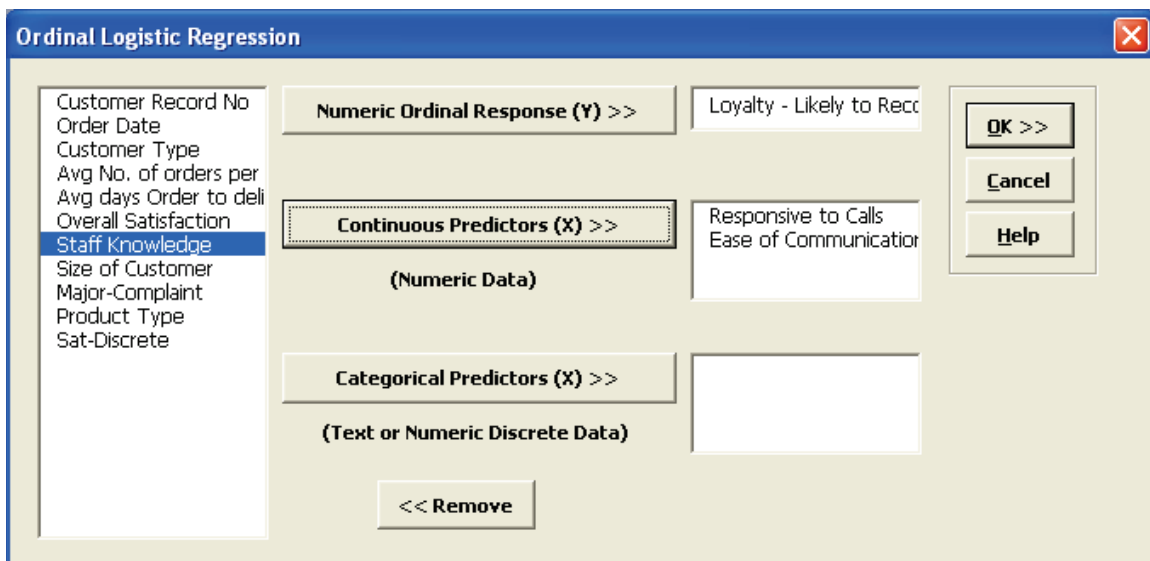 Ordinal Logistic Regression
Customer Record No
Order Date
Customer Type
Avg No. of orders per
Avg days Order to deli
Overall Satisfaction
Staff Knowledge
Size of Customer
Major-Complaint
Product Type
Sat-Discrete
Numeric Ordinal Response (Y) >>
Loyalty - Likely to Recc
Continuous Predictors (X) >>
(Numeric Data)
Responsive to Calls
Ease of Communication
Categorical Predictors (X) >>
(Text or Numeric Discrete Data)
<< Remove
OK >>
Cancel
Help